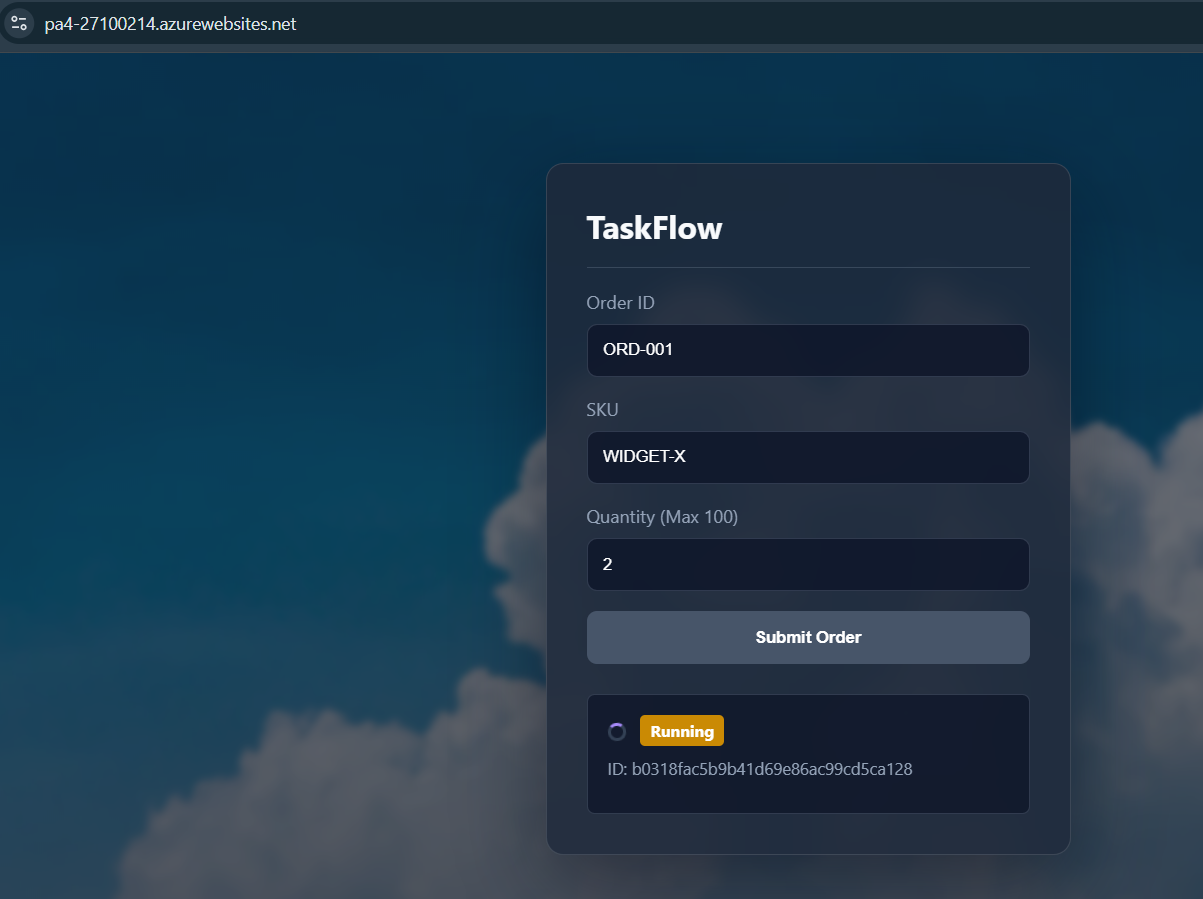 pa4-27100214.azurewebsites.net
TaskFlow
Order ID
ORD-001
SKU
WIDGET-X
Quantity (Max 100)
2
Submit Order
Running
ID: b0318fac5b9b41d69e86ac99cd5ca128